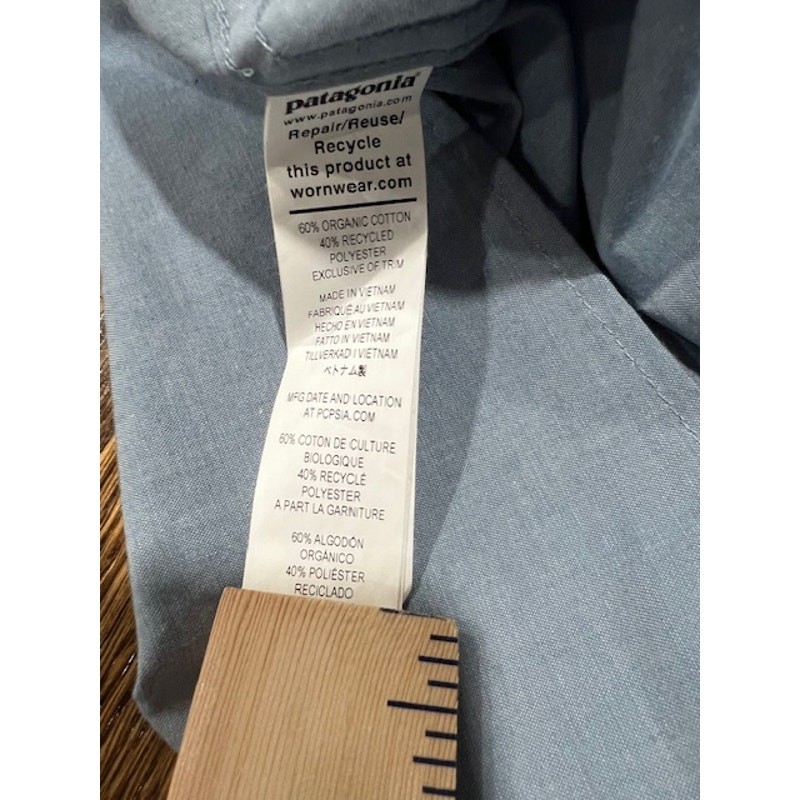 patagonia®
www.patagonia.com
Repair/Reuse/
Recycle
this product at
wornwear.com
60% ORGANIC COTTON
40% RECYCLED
POLYESTER
EXCLUSIVE OF TRIM
MADE IN VIETNAM
FABRIQUÉ AU VIETNAM
HECHO EN VIETNAM
FATTO IN VIETNAM
TILLVERKAD I VIETNAM
ベトナム製
MFG DATE AND LOCATION
AT PCPSIA.COM
60% COTON DE CULTURE
BIOLOGIQUE
40% RECYCLÉ
POLYESTER
A PART LA GARNITURE
60% ALGODÓN
ORGÁNICO
40% POLIÉSTER
RECICLADO